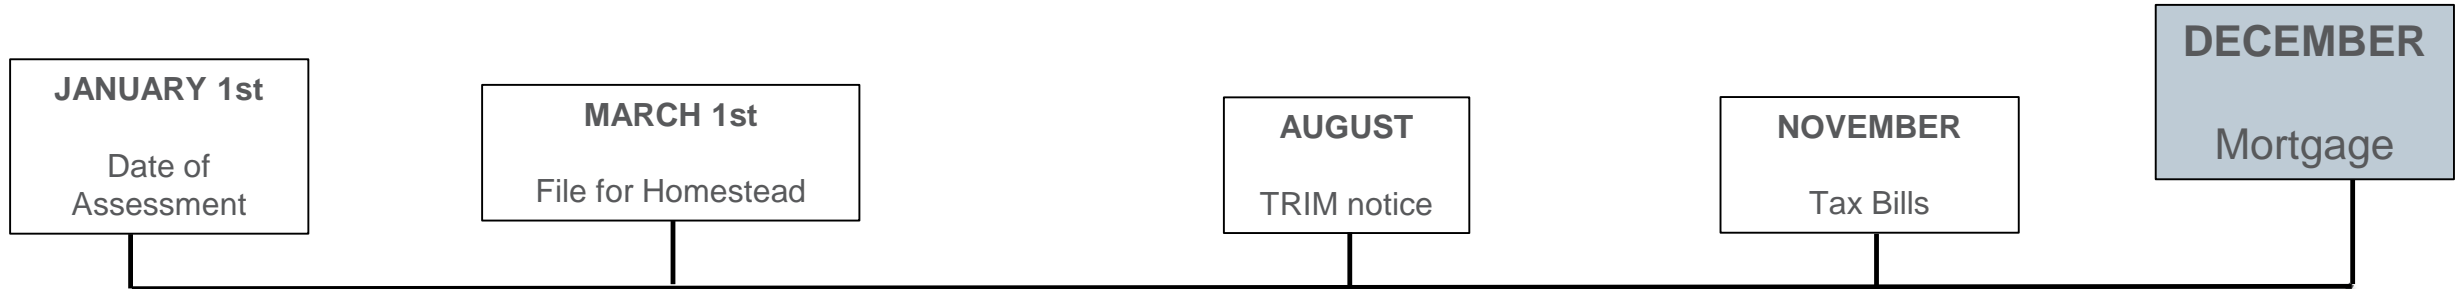 JANUARY 1st
Date of
Assessment
MARCH 1st
File for Homestead
AUGUST
TRIM notice
NOVEMBER
Tax Bills
DECEMBER
Mortgage